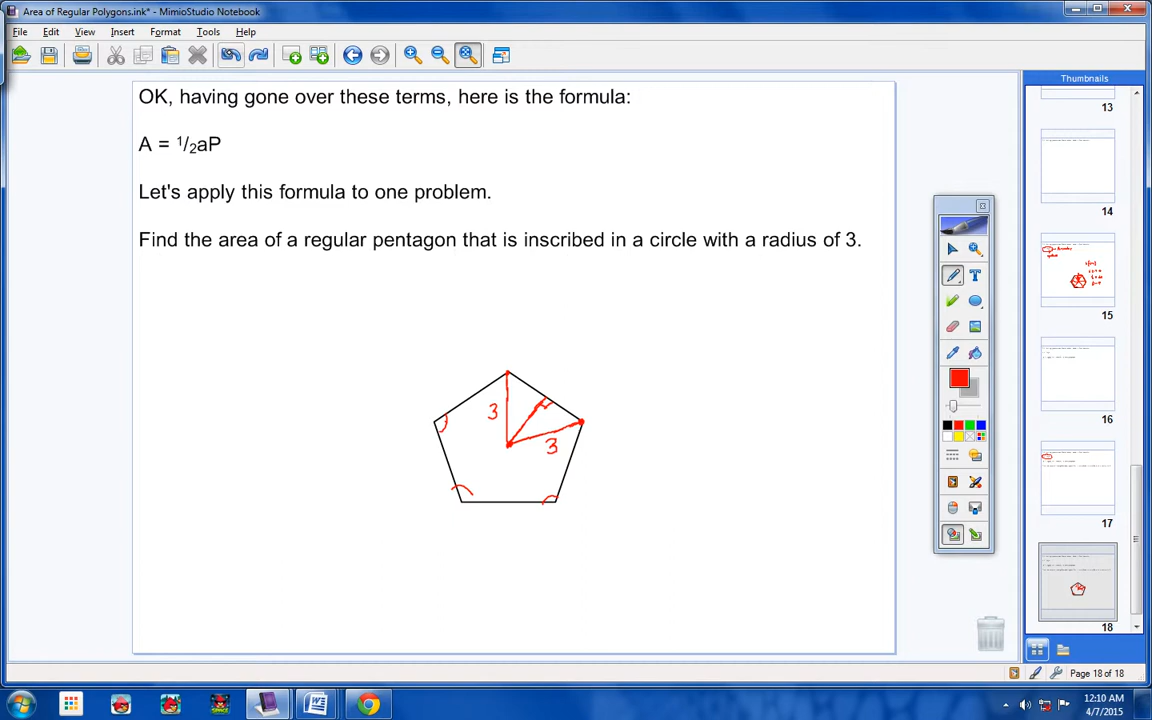 Area of Regular Polygons.ink* - MimioStudio Notebook
File Edit View Insert Format Tools Help
Thumbnails
OK, having gone over these terms, here is the formula:
A = 1/2aP
Let's apply this formula to one problem.
Find the area of a regular pentagon that is inscribed in a circle with a radius of 3.
3
3
T
13
14
15
16
17
18
Page 18 of 18
12:10 AM
4/7/2015